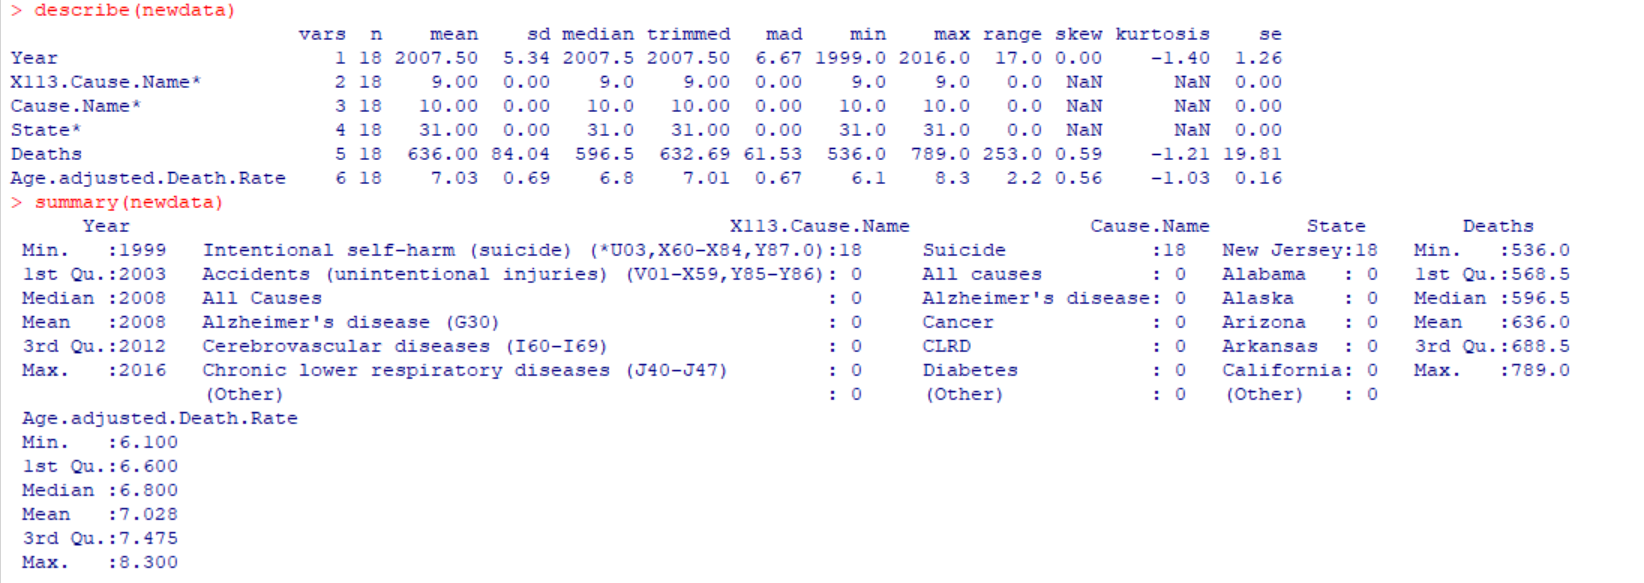 > describe(newdata)
                        vars  n    mean    sd median trimmed   mad    min    max range skew kurtosis    se
Year                       1 18 2007.50  5.34 2007.5 2007.50  6.67 1999.0 2016.0  17.0 0.00    -1.40  1.26
X113.Cause.Name*           2 18    9.00  0.00    9.0    9.00  0.00    9.0    9.0   0.0  NaN      NaN  0.00
Cause.Name*                3 18   10.00  0.00   10.0   10.00  0.00   10.0   10.0   0.0  NaN      NaN  0.00
State*                     4 18   31.00  0.00   31.0   31.00  0.00   31.0   31.0   0.0  NaN      NaN  0.00
Deaths                     5 18  636.00 84.04  596.5  632.69 61.53  536.0  789.0 253.0 0.59    -1.21 19.81
Age.adjusted.Death.Rate    6 18    7.03  0.69    6.8    7.01  0.67    6.1    8.3   2.2 0.56    -1.03  0.16
> summary(newdata)
      Year                                                  X113.Cause.Name               Cause.Name        State        Deaths
 Min.   :1999   Intentional self-harm (suicide) (*U03,X60-X84,Y87.0):18     Suicide            :18   New Jersey:18   Min.   :536.0
 1st Qu.:2003   Accidents (unintentional injuries) (V01-X59,Y85-Y86): 0     All causes         : 0   Alabama   : 0   1st Qu.:568.5
 Median :2008   All Causes                                          : 0     Alzheimer's disease: 0   Alaska    : 0   Median :596.5
 Mean   :2008   Alzheimer's disease (G30)                           : 0     Cancer             : 0   Arizona   : 0   Mean   :636.0
 3rd Qu.:2012   Cerebrovascular diseases (I60-I69)                  : 0     CLRD               : 0   Arkansas  : 0   3rd Qu.:688.5
 Max.   :2016   Chronic lower respiratory diseases (J40-J47)        : 0     Diabetes           : 0   California: 0   Max.   :789.0
                (Other)                                             : 0     (Other)            : 0   (Other)   : 0
 Age.adjusted.Death.Rate
 Min.   :6.100
 1st Qu.:6.600
 Median :6.800
 Mean   :7.028
 3rd Qu.:7.475
 Max.   :8.300